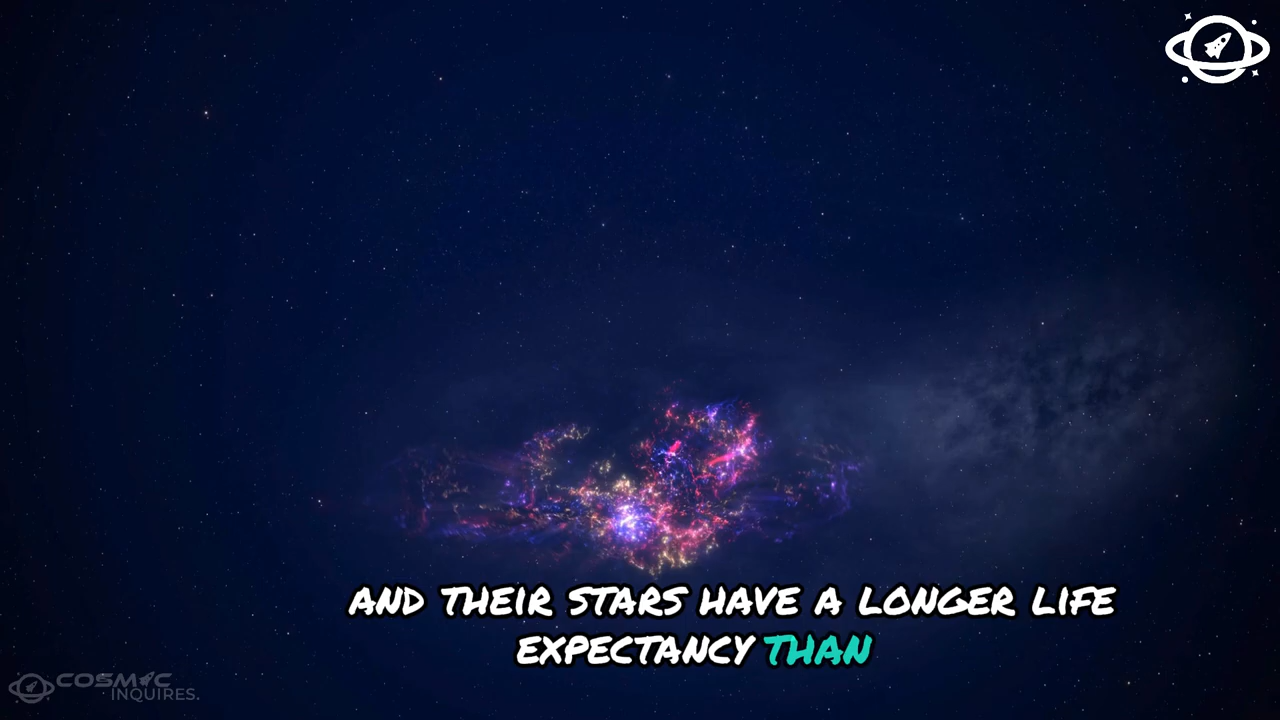 AND THEIR STARS HAVE A LONGER LIFE
EXPECTANCY THAN
COSMIC
INQUIRES.